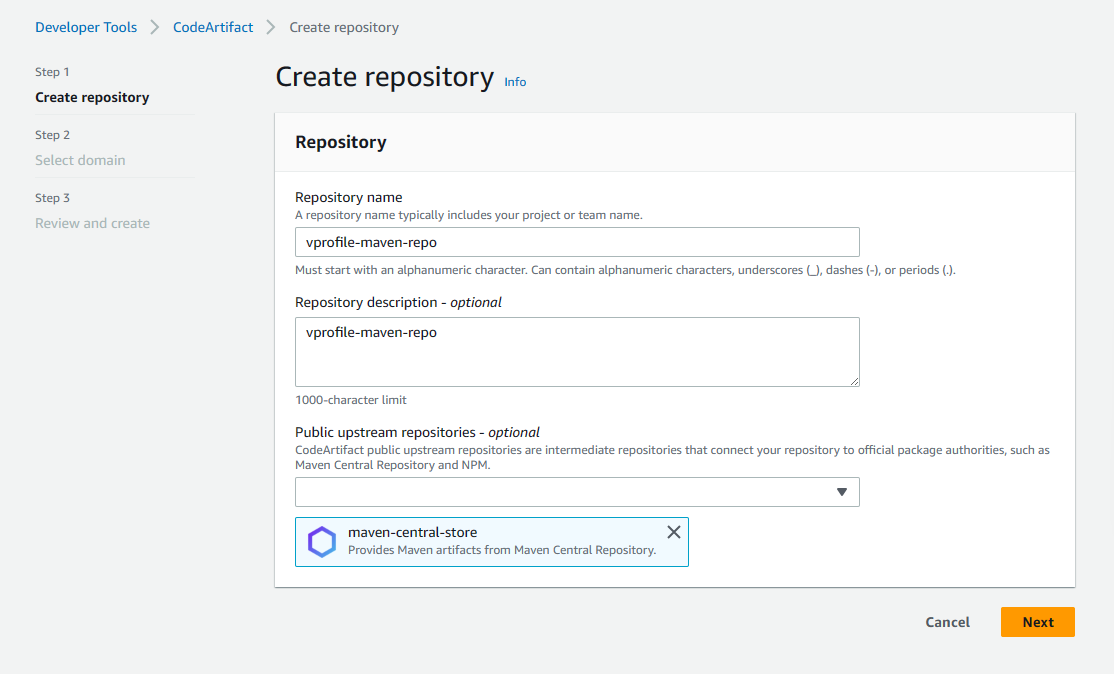 Developer Tools > CodeArtifact > Create repository
Step 1
Create repository
Step 2
Select domain
Step 3
Review and create
Create repository Info
Repository
Repository name
A repository name typically includes your project or team name.
vprofile-maven-repo
Must start with an alphanumeric character. Can contain alphanumeric characters, underscores (_), dashes (-), or periods (.).
Repository description - optional
vprofile-maven-repo
1000-character limit
Public upstream repositories - optional
CodeArtifact public upstream repositories are intermediate repositories that connect your repository to official package authorities, such as
Maven Central Repository and NPM.
maven-central-store
Provides Maven artifacts from Maven Central Repository.
Cancel Next